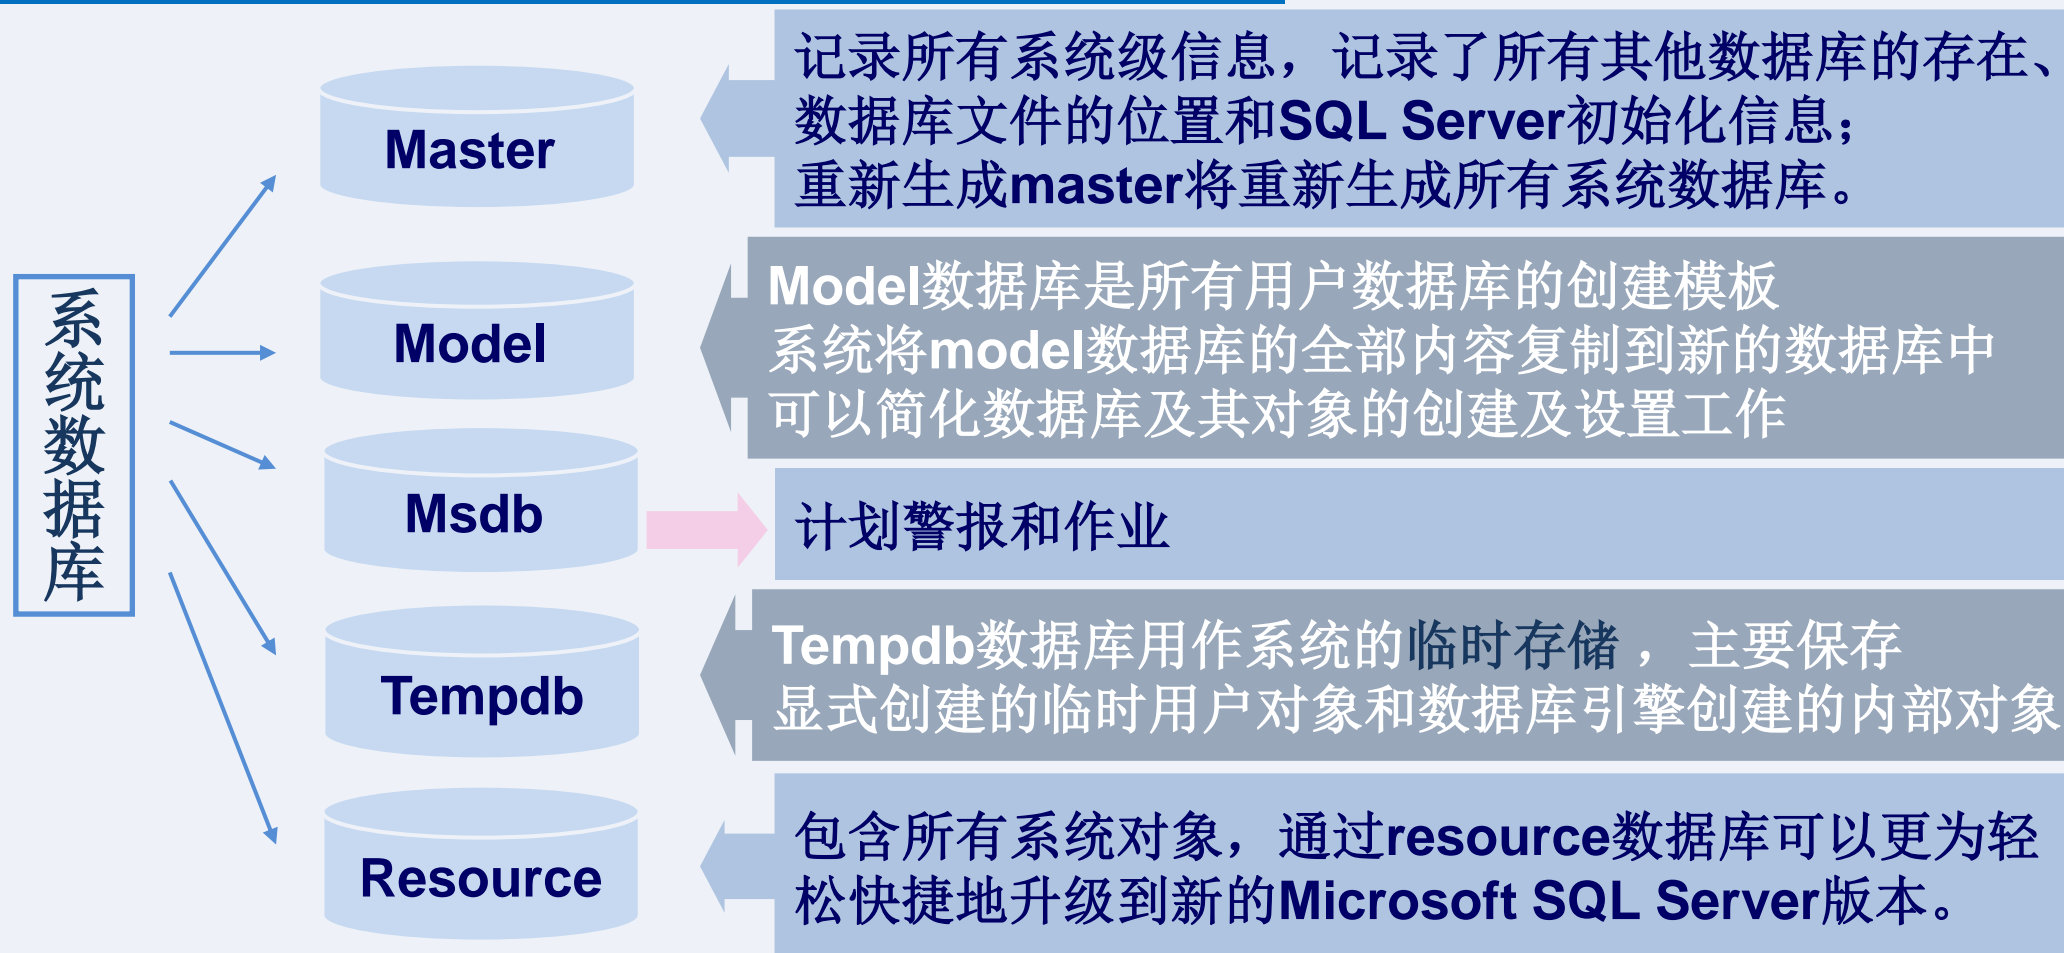 系统数据库
Master
记录所有系统级信息，记录了所有其他数据库的存在、
数据库文件的位置和SQL Server初始化信息；
重新生成master将重新生成所有系统数据库。
Model
Model数据库是所有用户数据库的创建模板
系统将model数据库的全部内容复制到新的数据库中
可以简化数据库及其对象的创建及设置工作
Msdb
计划警报和作业
Tempdb
Tempdb数据库用作系统的临时存储 ，主要保存
显式创建的临时用户对象和数据库引擎创建的内部对象
Resource
包含所有系统对象，通过resource数据库可以更为轻
松快捷地升级到新的Microsoft SQL Server版本。